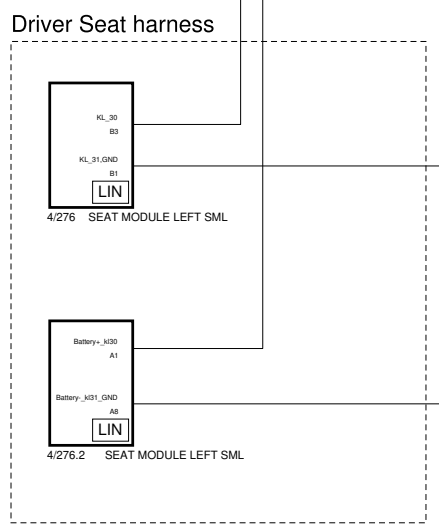 Driver Seat harness
KL_30
B3
KL_31,GND
B1
LIN
4/276 SEAT MODULE LEFT SML
Battery+_kl30
A1
Battery-_kl31_GND
A8
LIN
4/276.2 SEAT MODULE LEFT SML